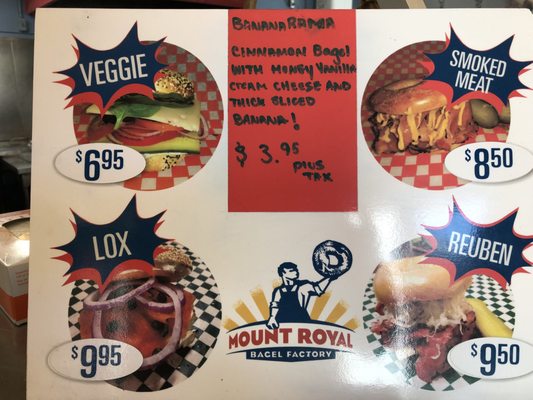 VEGGIE
$6.95
BANANARAMA
CINNAMON Bagel
WITH HONEY VANILLA
CREAM CHEESE AND
THICK SLICED
BANANA!
$3.95
PLUS
TAX
SMOKED
MEAT
$8.50
LOX
$9.95
MOUNT ROYAL
BAGEL FACTORY
REUBEN
$9.50